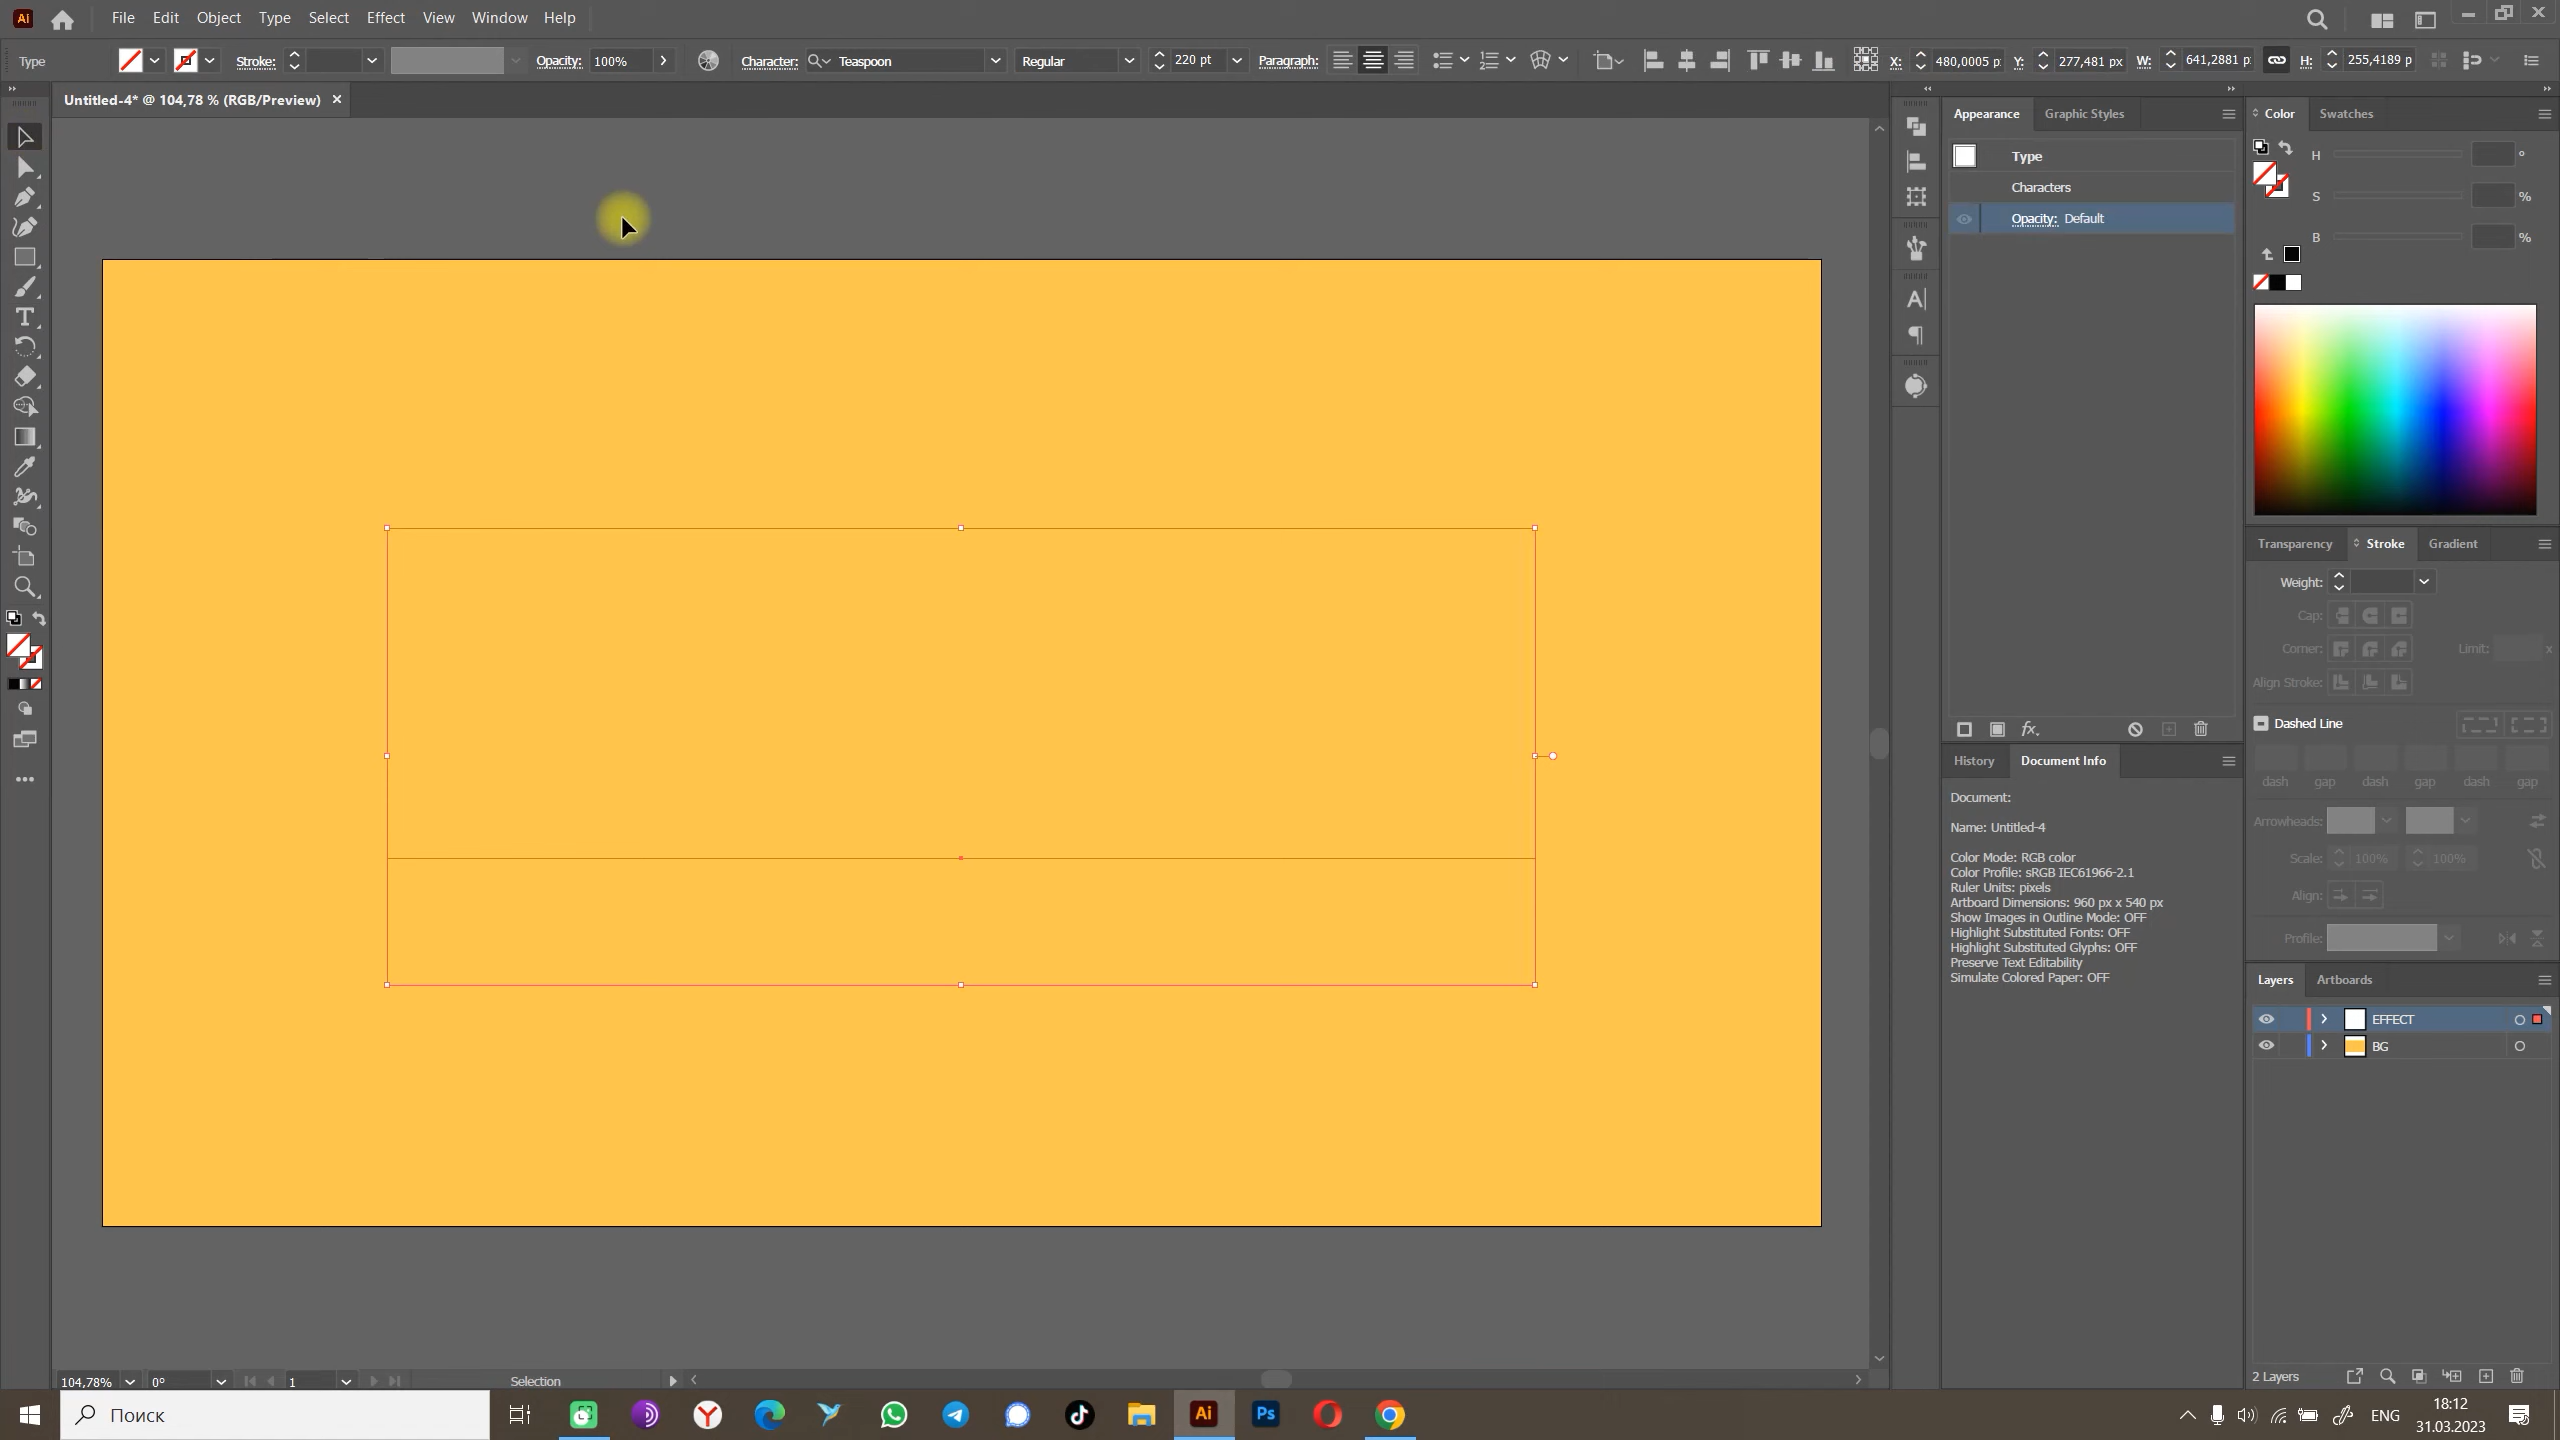 Ai File Edit Object Type Select Effect View Window Help
Type Stroke: Opacity: 100% Character: Teaspoon Regular 220 pt Paragraph: X: 480,0005 p Y: 277,481 px W: 641,2881 p H: 255,4189 p
Untitled-4* @ 104,78 % (RGB/Preview) ×
Appearance Graphic Styles
Type
Characters
Opacity: Default
fx
History Document Info
Document:
Name: Untitled-4
Color Mode: RGB color
Color Profile: sRGB IEC61966-2.1
Ruler Units: pixels
Artboard Dimensions: 960 px x 540 px
Show Images in Outline Mode: OFF
Highlight Substituted Fonts: OFF
Highlight Substituted Glyphs: OFF
Preserve Text Editability
Simulate Colored Paper: OFF
Color Swatches
H °
S %
B %
Transparency Stroke Gradient
Weight:
Cap:
Corner: Limit: x
Align Stroke:
Dashed Line
dash gap dash gap dash gap
Arrowheads:
Scale: 100% 100%
Align:
Profile:
Layers Artboards
EFFECT
BG
2 Layers
104,78% 0° 1 Selection
Поиск
Ai Ps
ENG
18:12
31.03.2023